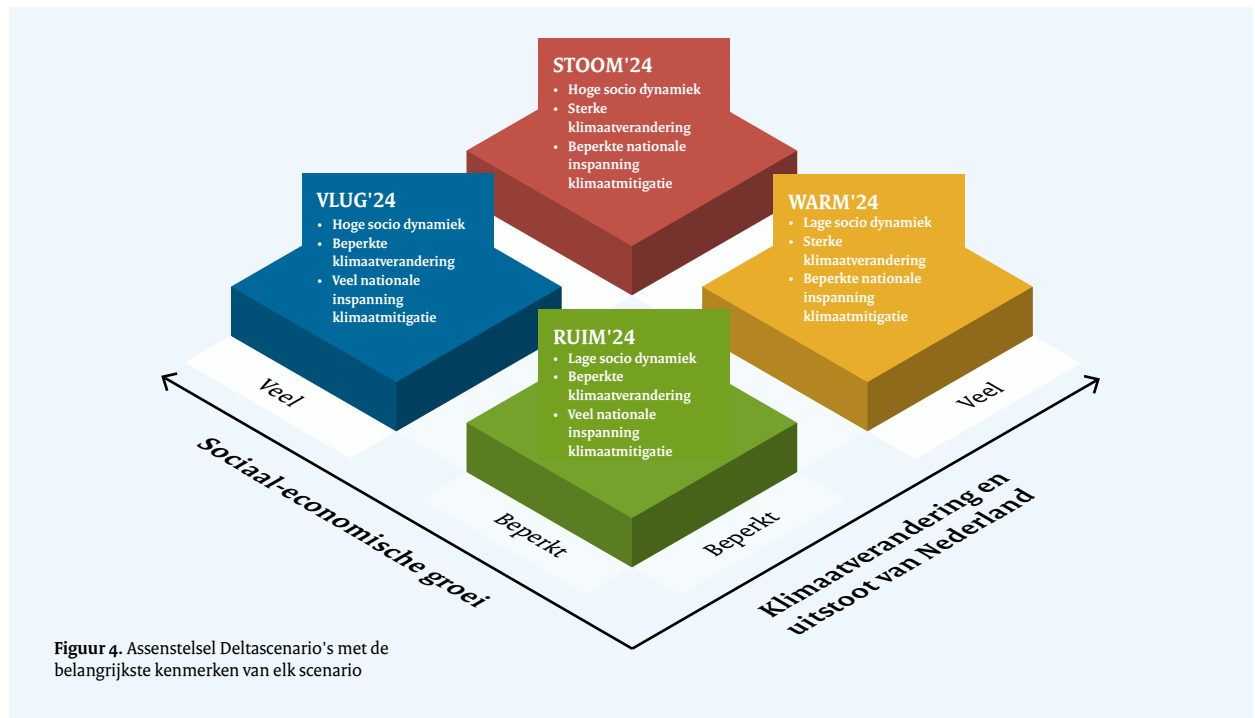 STOOM'24
• Hoge socio dynamiek
• Sterke
klimaatverandering
• Beperkte nationale
inspanning
klimaatmitigatie
VLUG'24
• Hoge socio dynamiek
• Beperkte
klimaatverandering
• Veel nationale
inspanning
klimaatmitigatie
WARM'24
• Lage socio dynamiek
• Sterke
klimaatverandering
• Beperkte nationale
inspanning
klimaatmitigatie
RUIM'24
• Lage socio dynamiek
• Beperkte
klimaatverandering
• Veel nationale
inspanning
klimaatmitigatie
Veel
Beperkt
Sociaal-economische groei
Beperkt
Veel
Klimaatverandering en
uitstoot van Nederland
Figuur 4. Assenstelsel Deltascenario's met de
belangrijkste kenmerken van elk scenario